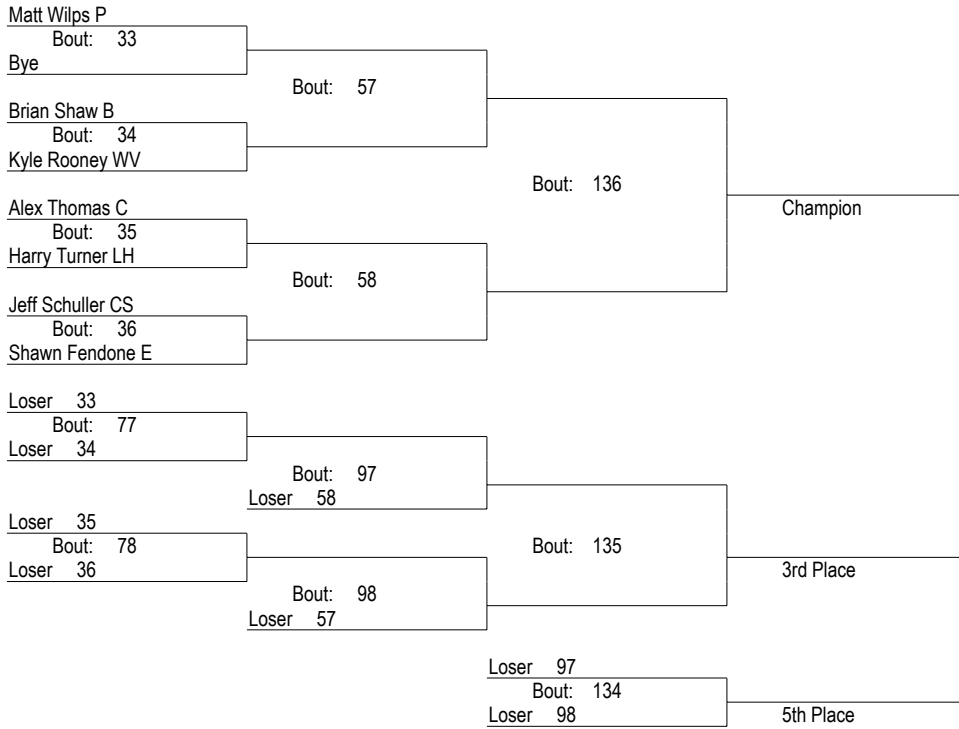 Matt Wilps P
Bout: 33
Bye
Bout: 57
Brian Shaw B
Bout: 34
Kyle Rooney WV
Bout: 136
Alex Thomas C
Champion
Bout: 35
Harry Turner LH
Bout: 58
Jeff Schuller CS
Bout: 36
Shawn Fendone E
Loser 33
Bout: 77
Loser 34
Bout: 97
Loser 58
Loser 35
Bout: 78
Bout: 135
Loser 36
3rd Place
Bout: 98
Loser 57
Loser 97
Bout: 134
Loser 98
5th Place